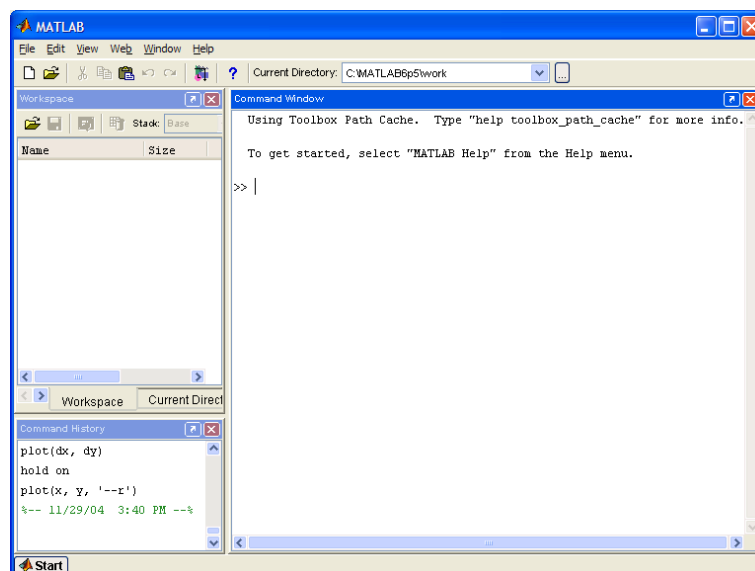 MATLAB
File Edit View Web Window Help
? Current Directory: C:\MATLAB6p5\work ...
Workspace
Stack: Base
Name Size
Workspace Current Direct
Command History
plot(dx, dy)
hold on
plot(x, y, '--r')
%-- 11/29/04 3:40 PM --%
Command Window
Using Toolbox Path Cache. Type "help toolbox_path_cache" for more info.
To get started, select "MATLAB Help" from the Help menu.
>>
Start